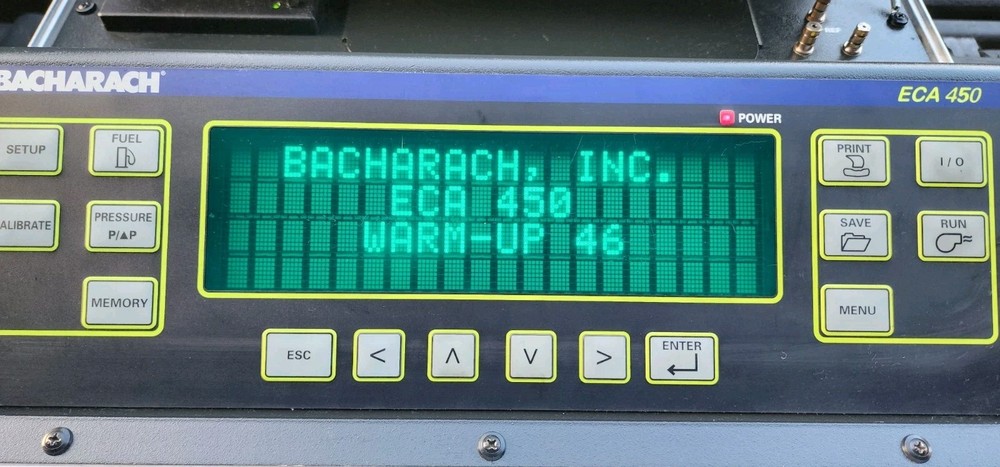 BACHARACH®
ECA 450
POWER
SETUP
FUEL
ALIBRATE
PRESSURE
P/▲P
MEMORY
BACHARACH, INC.
ECA 450
WARM-UP 46
PRINT
I/O
SAVE
RUN
MENU
ESC
<
Λ
V
>
ENTER